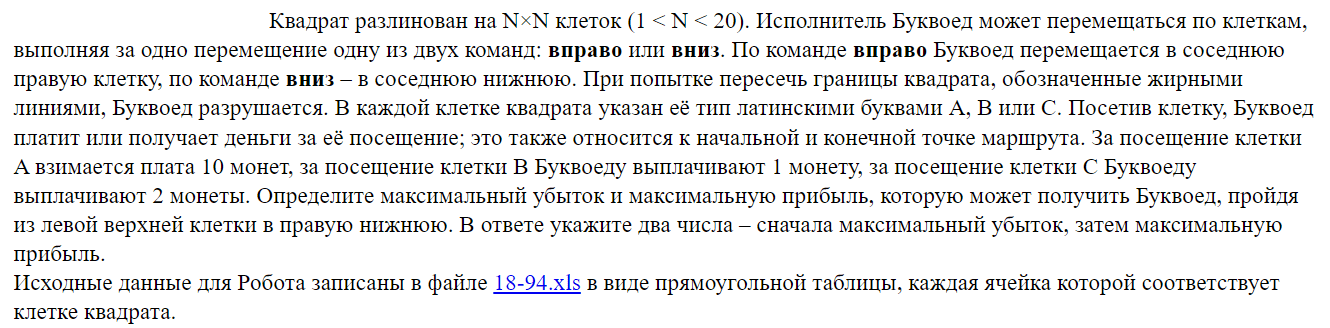 Квадрат разлинован на N×N клеток (1 < N < 20). Исполнитель Буквоед может перемещаться по клеткам,
выполняя за одно перемещение одну из двух команд: вправо или вниз. По команде вправо Буквоед перемещается в соседнюю
правую клетку, по команде вниз – в соседнюю нижнюю. При попытке пересечь границы квадрата, обозначенные жирными
линиями, Буквоед разрушается. В каждой клетке квадрата указан её тип латинскими буквами A, B или C. Посетив клетку, Буквоед
платит или получает деньги за её посещение; это также относится к начальной и конечной точке маршрута. За посещение клетки
A взимается плата 10 монет, за посещение клетки B Буквоеду выплачивают 1 монету, за посещение клетки C Буквоеду
выплачивают 2 монеты. Определите максимальный убыток и максимальную прибыль, которую может получить Буквоед, пройдя
из левой верхней клетки в правую нижнюю. В ответе укажите два числа – сначала максимальный убыток, затем максимальную
прибыль.
Исходные данные для Робота записаны в файле 18-94.xls в виде прямоугольной таблицы, каждая ячейка которой соответствует
клетке квадрата.